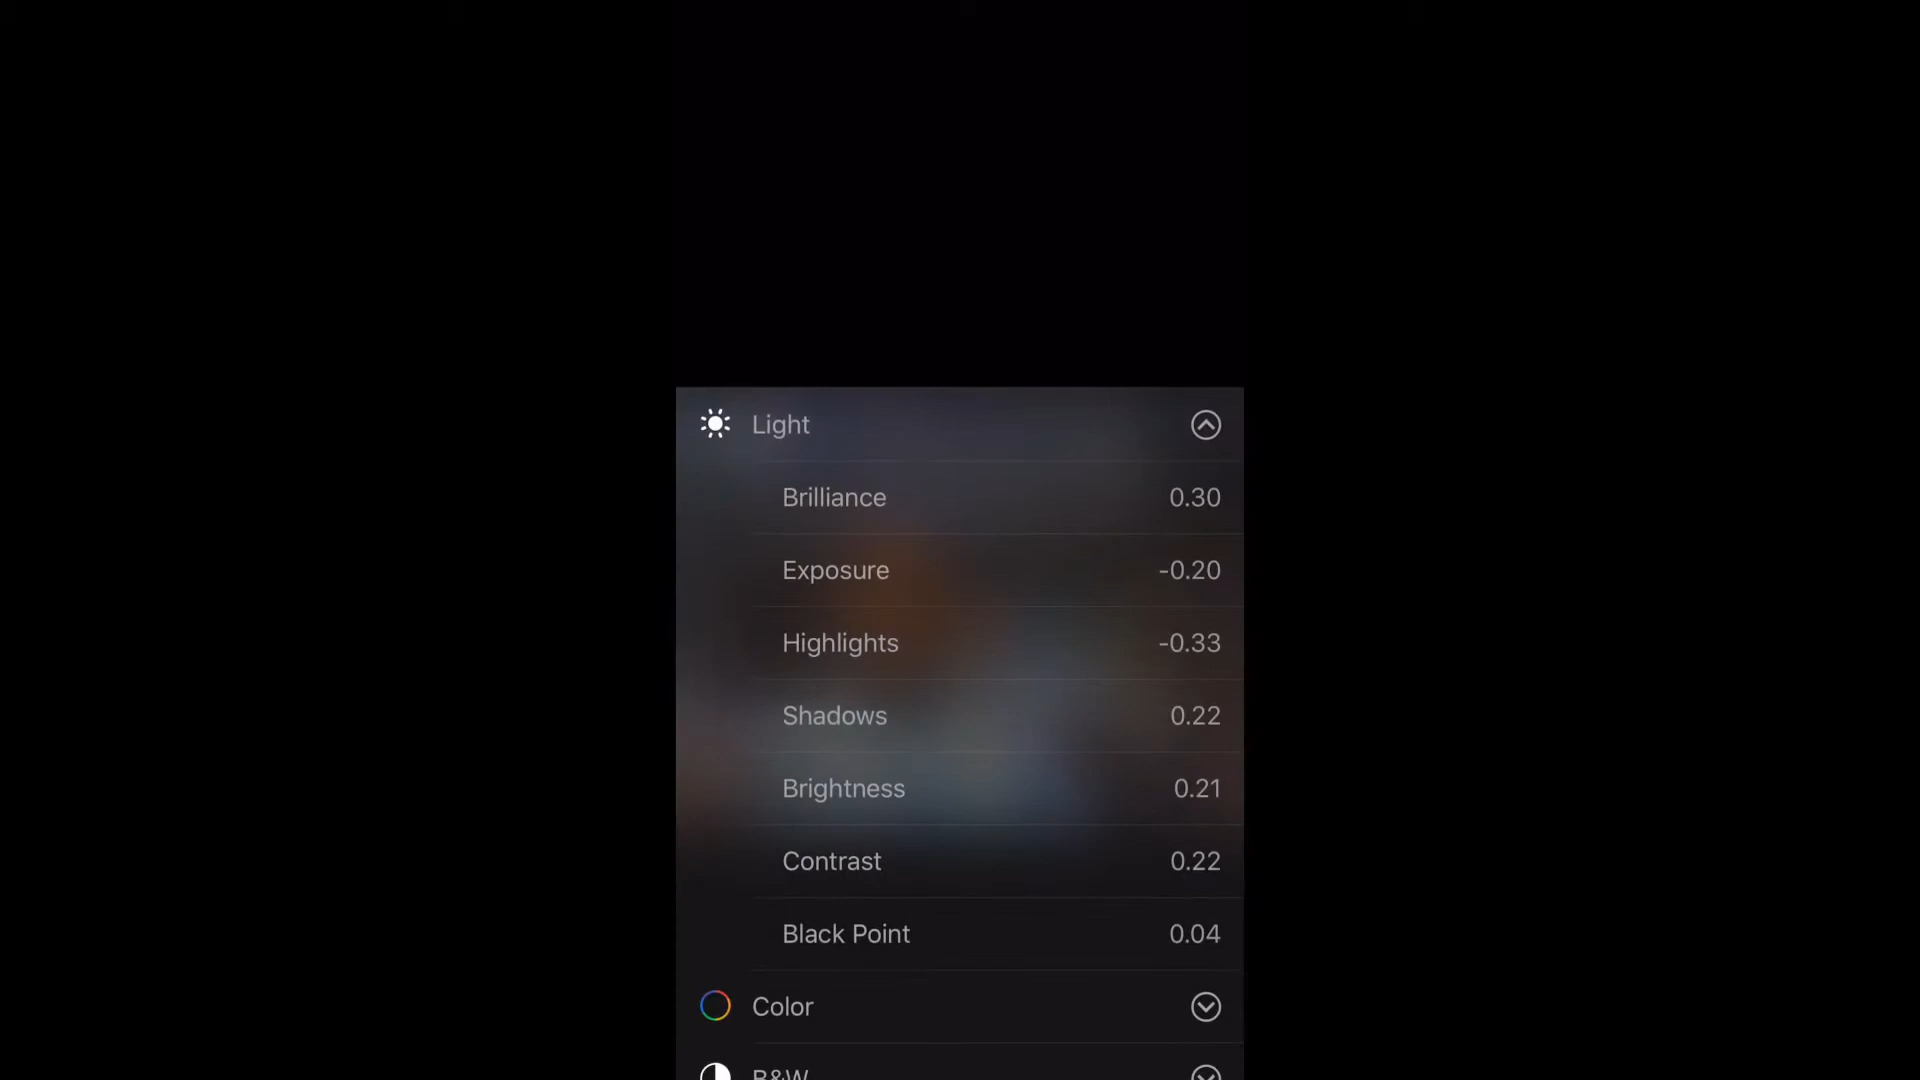 Light
Brilliance 0.30
Exposure -0.20
Highlights -0.33
Shadows 0.22
Brightness 0.21
Contrast 0.22
Black Point 0.04
Color
B&W